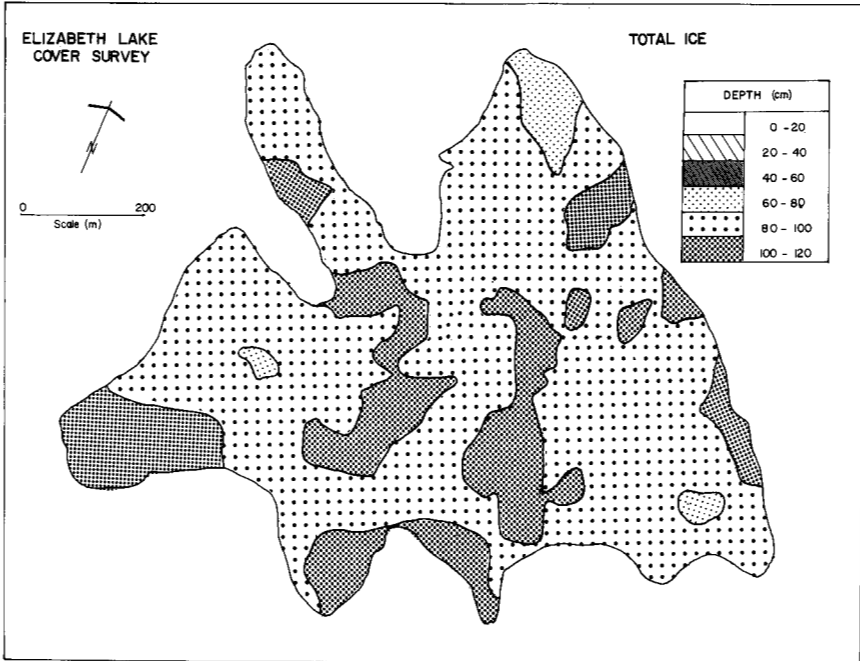 ELIZABETH LAKE
COVER SURVEY
TOTAL ICE
N
0 200
Scale (m)
DEPTH (cm)
0 - 20
20 - 40
40 - 60
60 - 80
80 - 100
100 - 120